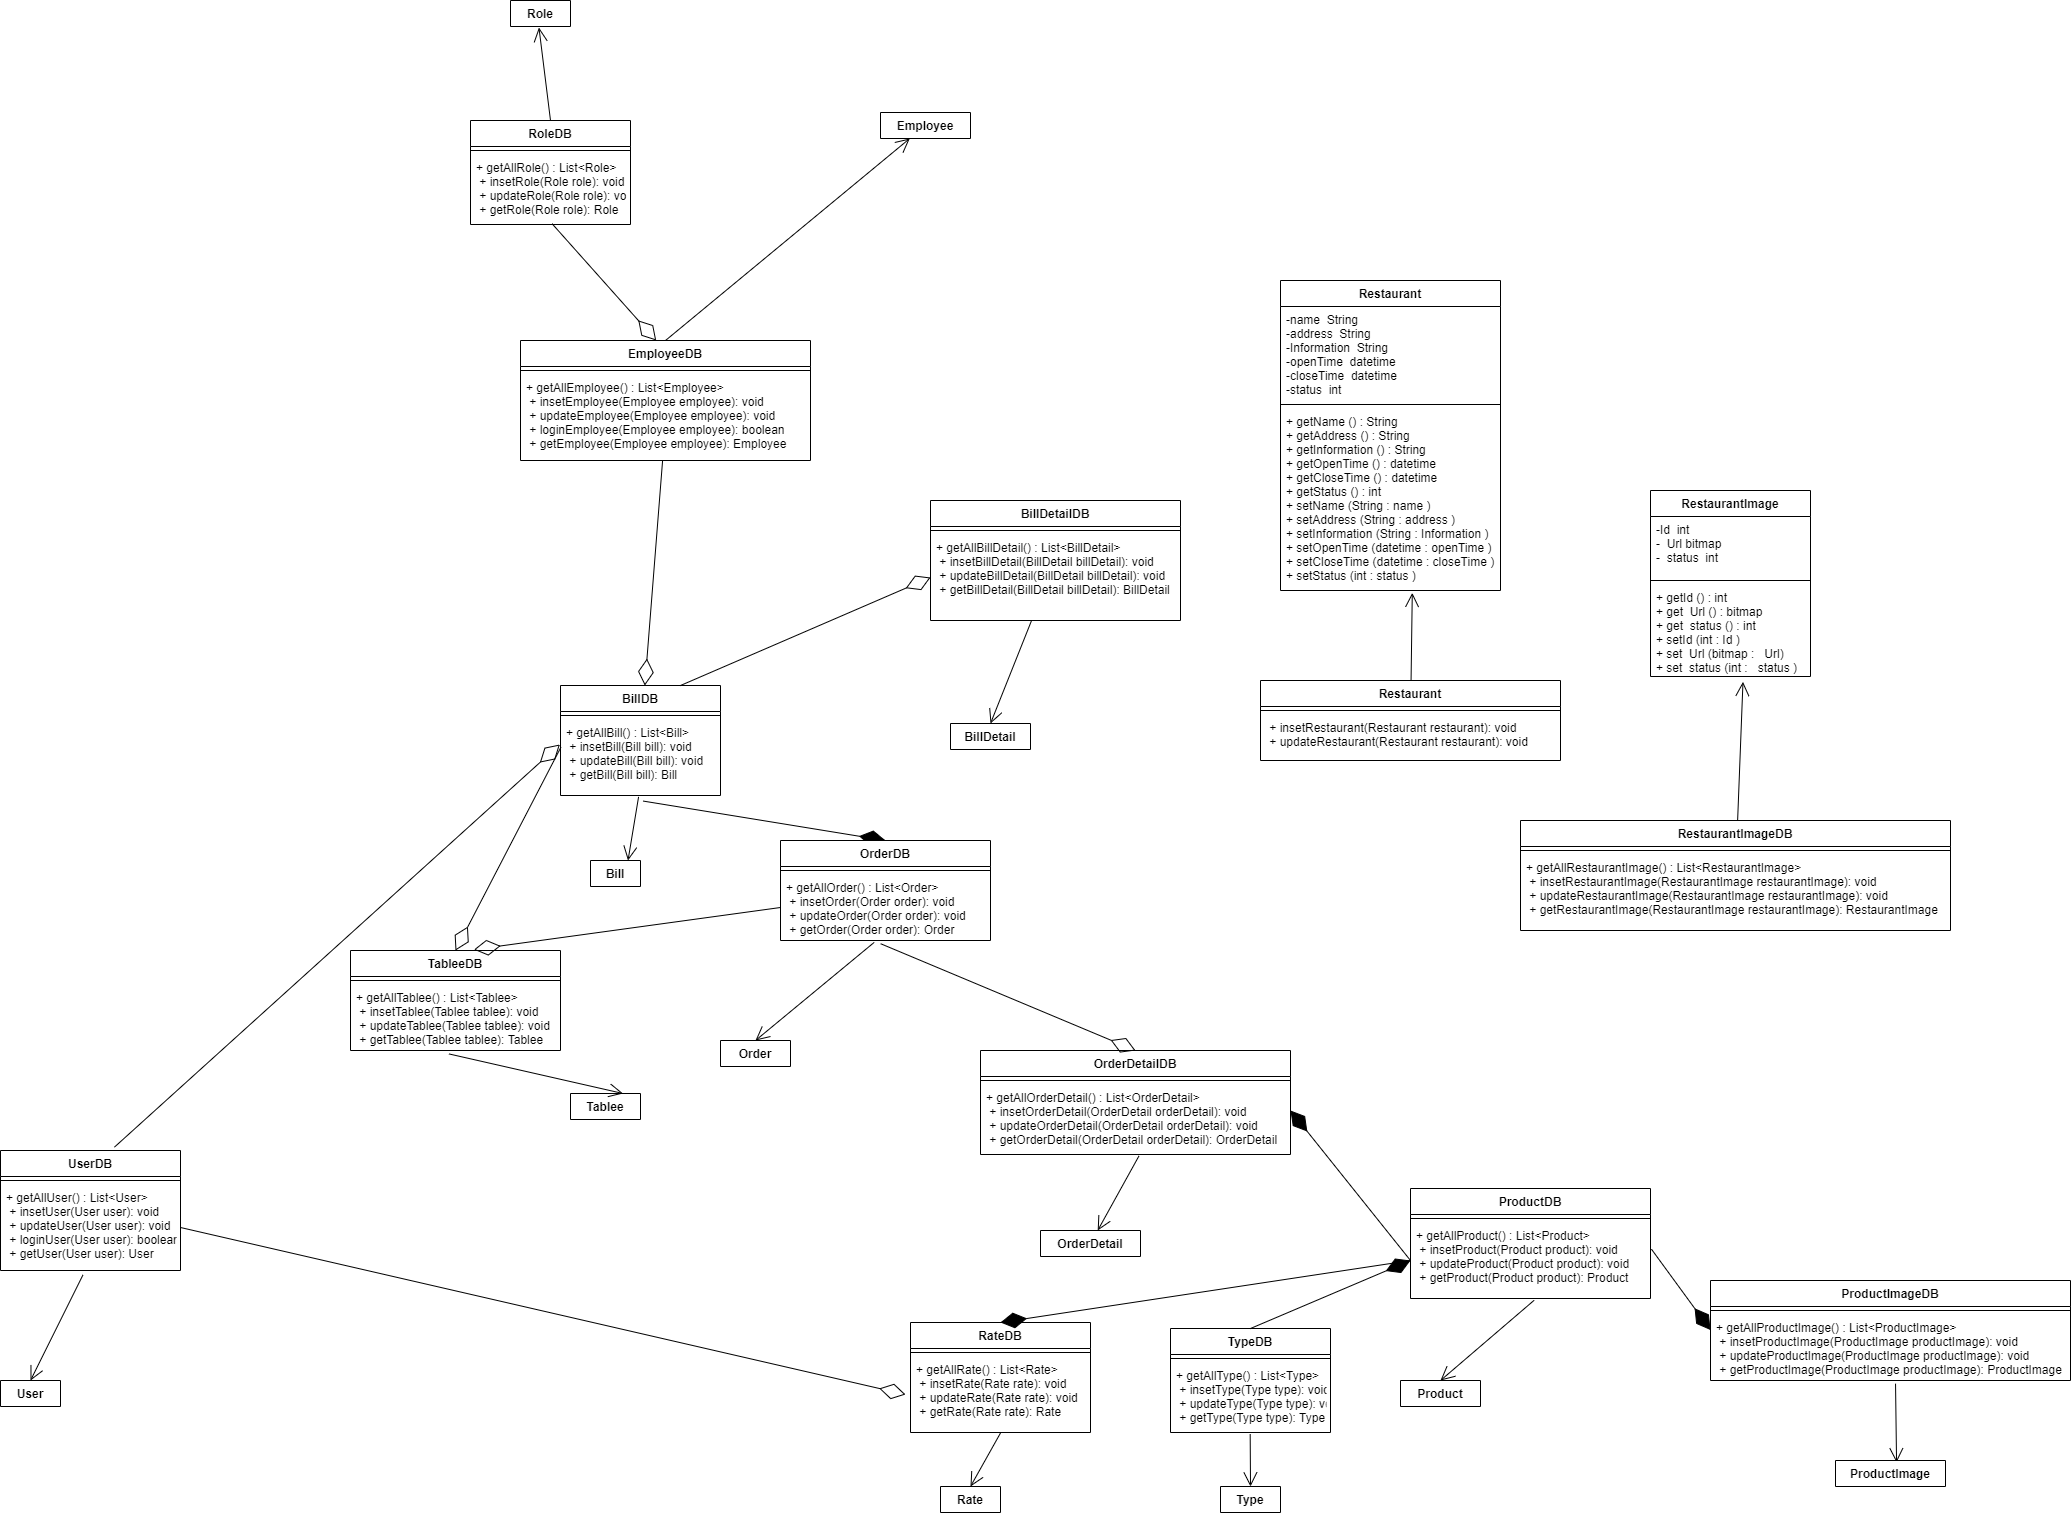 Role
RoleDB
+ getAllRole() : List<Role>
+ insetRole(Role role): void
+ updateRole(Role role): vo
+ getRole(Role role): Role
Employee
EmployeeDB
+ getAllEmployee() : List<Employee>
+ insetEmployee(Employee employee): void
+ updateEmployee(Employee employee): void
+ loginEmployee(Employee employee): boolean
+ getEmployee(Employee employee): Employee
Restaurant
-name  String
-address  String
-Information  String
-openTime  datetime
-closeTime  datetime
-status  int
+ getName () : String
+ getAddress () : String
+ getInformation () : String
+ getOpenTime () : datetime
+ getCloseTime () : datetime
+ getStatus () : int
+ setName (String : name )
+ setAddress (String : address )
+ setInformation (String : Information )
+ setOpenTime (datetime : openTime )
+ setCloseTime (datetime : closeTime )
+ setStatus (int : status )
RestaurantImage
-Id  int
-  Url bitmap
-  status  int
+ getId () : int
+ get  Url () : bitmap
+ get  status () : int
+ setId (int : Id )
+ set  Url (bitmap :   Url)
+ set  status (int :   status )
BillDetailDB
+ getAllBillDetail() : List<BillDetail>
+ insetBillDetail(BillDetail billDetail): void
+ updateBillDetail(BillDetail billDetail): void
+ getBillDetail(BillDetail billDetail): BillDetail
BillDB
+ getAllBill() : List<Bill>
+ insetBill(Bill bill): void
+ updateBill(Bill bill): void
+ getBill(Bill bill): Bill
BillDetail
Restaurant
+ insetRestaurant(Restaurant restaurant): void
+ updateRestaurant(Restaurant restaurant): void
Bill
OrderDB
+ getAllOrder() : List<Order>
+ insetOrder(Order order): void
+ updateOrder(Order order): void
+ getOrder(Order order): Order
RestaurantImageDB
+ getAllRestaurantImage() : List<RestaurantImage>
+ insetRestaurantImage(RestaurantImage restaurantImage): void
+ updateRestaurantImage(RestaurantImage restaurantImage): void
+ getRestaurantImage(RestaurantImage restaurantImage): RestaurantImage
TableeDB
+ getAllTablee() : List<Tablee>
+ insetTablee(Tablee tablee): void
+ updateTablee(Tablee tablee): void
+ getTablee(Tablee tablee): Tablee
Order
Tablee
OrderDetailDB
+ getAllOrderDetail() : List<OrderDetail>
+ insetOrderDetail(OrderDetail orderDetail): void
+ updateOrderDetail(OrderDetail orderDetail): void
+ getOrderDetail(OrderDetail orderDetail): OrderDetail
UserDB
+ getAllUser() : List<User>
+ insetUser(User user): void
+ updateUser(User user): void
+ loginUser(User user): boolear
+ getUser(User user): User
OrderDetail
ProductDB
+ getAllProduct() : List<Product>
+ insetProduct(Product product): void
+ updateProduct(Product product): void
+ getProduct(Product product): Product
ProductImageDB
+ getAllProductImage() : List<ProductImage>
+ insetProductImage(ProductImage productImage): void
+ updateProductImage(ProductImage productImage): void
+ getProductImage(ProductImage productImage): ProductImage
RateDB
+ getAllRate() : List<Rate>
+ insetRate(Rate rate): void
+ updateRate(Rate rate): void
+ getRate(Rate rate): Rate
TypeDB
+ getAllType() : List<Type>
+ insetType(Type type): void
+ updateType(Type type): v
+ getType(Type type): Type
User
Product
ProductImage
Rate
Type